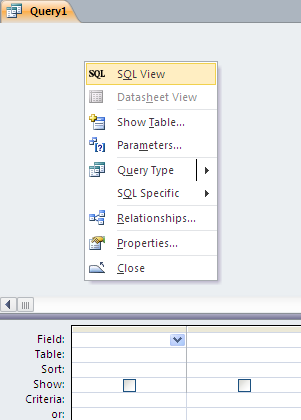 Query1
SQL SQL View
Datasheet View
Show Table...
Parameters...
Query Type
SQL Specific
Relationships...
Properties...
Close
Field:
Table:
Sort:
Show:
Criteria:
or: